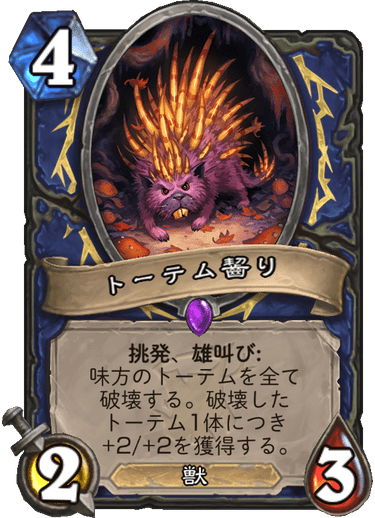 4
トーテム齧り
挑発、雄叫び:
味方のトーテムを全て
破壊する。破壊した
トーテム1体につき
+2/+2を獲得する。
2
獣
3